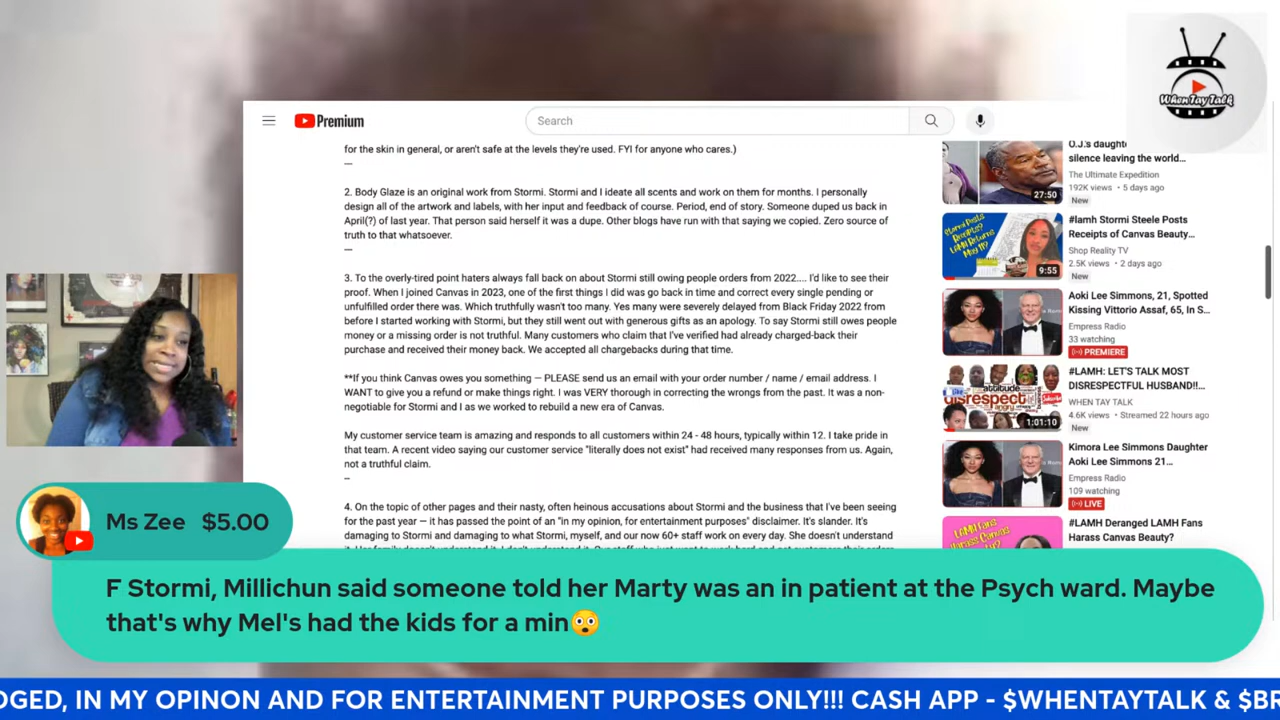 WhenTayTalk
Premium
Search
for the skin in general, or aren't safe at the levels they're used. FYI for anyone who cares.)
—
2. Body Glaze is an original work from Stormi. Stormi and I ideate all scents and work on them for months. I personally
design all of the artwork and labels, with her input and feedback of course. Period, end of story. Someone duped us back in
April(?) of last year. That person said herself it was a dupe. Other blogs have run with that saying we copied. Zero source of
truth to that whatsoever.
—
3. To the overly-tired point haters always fall back on about Stormi still owing people orders from 2022.... I'd like to see their
proof. When I joined Canvas in 2023, one of the first things I did was go back in time and correct every single pending or
unfulfilled order there was. Which truthfully wasn't too many. Yes many were severely delayed from Black Friday 2022 from
before I started working with Stormi, but they still went out with generous gifts as an apology. To say Stormi still owes people
money or a missing order is not truthful. Many customers who claim that I've verified had already charged-back their
purchase and received their money back. We accepted all chargebacks during that time.
**If you think Canvas owes you something — PLEASE send us an email with your order number / name / email address. I
WANT to give you a refund or make things right. I was VERY thorough in correcting the wrongs from the past. It was a non-
negotiable for Stormi and I as we worked to rebuild a new era of Canvas.
My customer service team is amazing and responds to all customers within 24 - 48 hours, typically within 12. I take pride in
that team. A recent video saying our customer service "literally does not exist" had received many responses from us. Again,
not a truthful claim.
–
4. On the topic of other pages and their nasty, often heinous accusations about Stormi and the business that I've been seeing
for the past year — it has passed the point of an "in my opinion, for entertainment purposes" disclaimer. It's slander. It's
damaging to Stormi and damaging to what Stormi, myself, and our now 60+ staff work on every day. She doesn't understand
O.J.'s daught
silence leaving the world...
The Ultimate Expedition
192K views • 5 days ago
New
27:50
#lamh Stormi Steele Posts
Receipts of Canvas Beauty...
Shop Reality TV
2.5K views • 2 days ago
New
9:55
Aoki Lee Simmons, 21, Spotted
Kissing Vittorio Assaf, 65, In S...
Empress Radio
33 watching
PREMIERE
#LAMH: LET'S TALK MOST
DISRESPECTFUL HUSBAND!!...
WHEN TAY TALK
4.6K views • Streamed 22 hours ago
New
1:01:10
Kimora Lee Simmons Daughter
Aoki Lee Simmons 21...
Empress Radio
109 watching
LIVE
#LAMH Deranged LAMH Fans
Harass Canvas Beauty?
Ms Zee $5.00
F Stormi, Millichun said someone told her Marty was an in patient at the Psych ward. Maybe
that's why Mel's had the kids for a min😳
DGED, IN MY OPINON AND FOR ENTERTAINMENT PURPOSES ONLY!!! CASH APP - $WHENTAYTALK & $BR